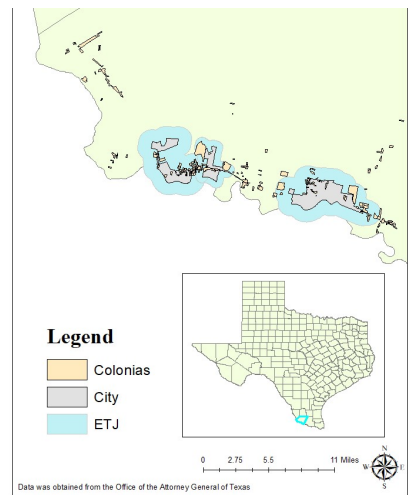 Legend
Colonias
City
ETJ
0 2.75 5.5 11 Miles
N
W E
S
Data was obtained from the Office of the Attorney General of Texas